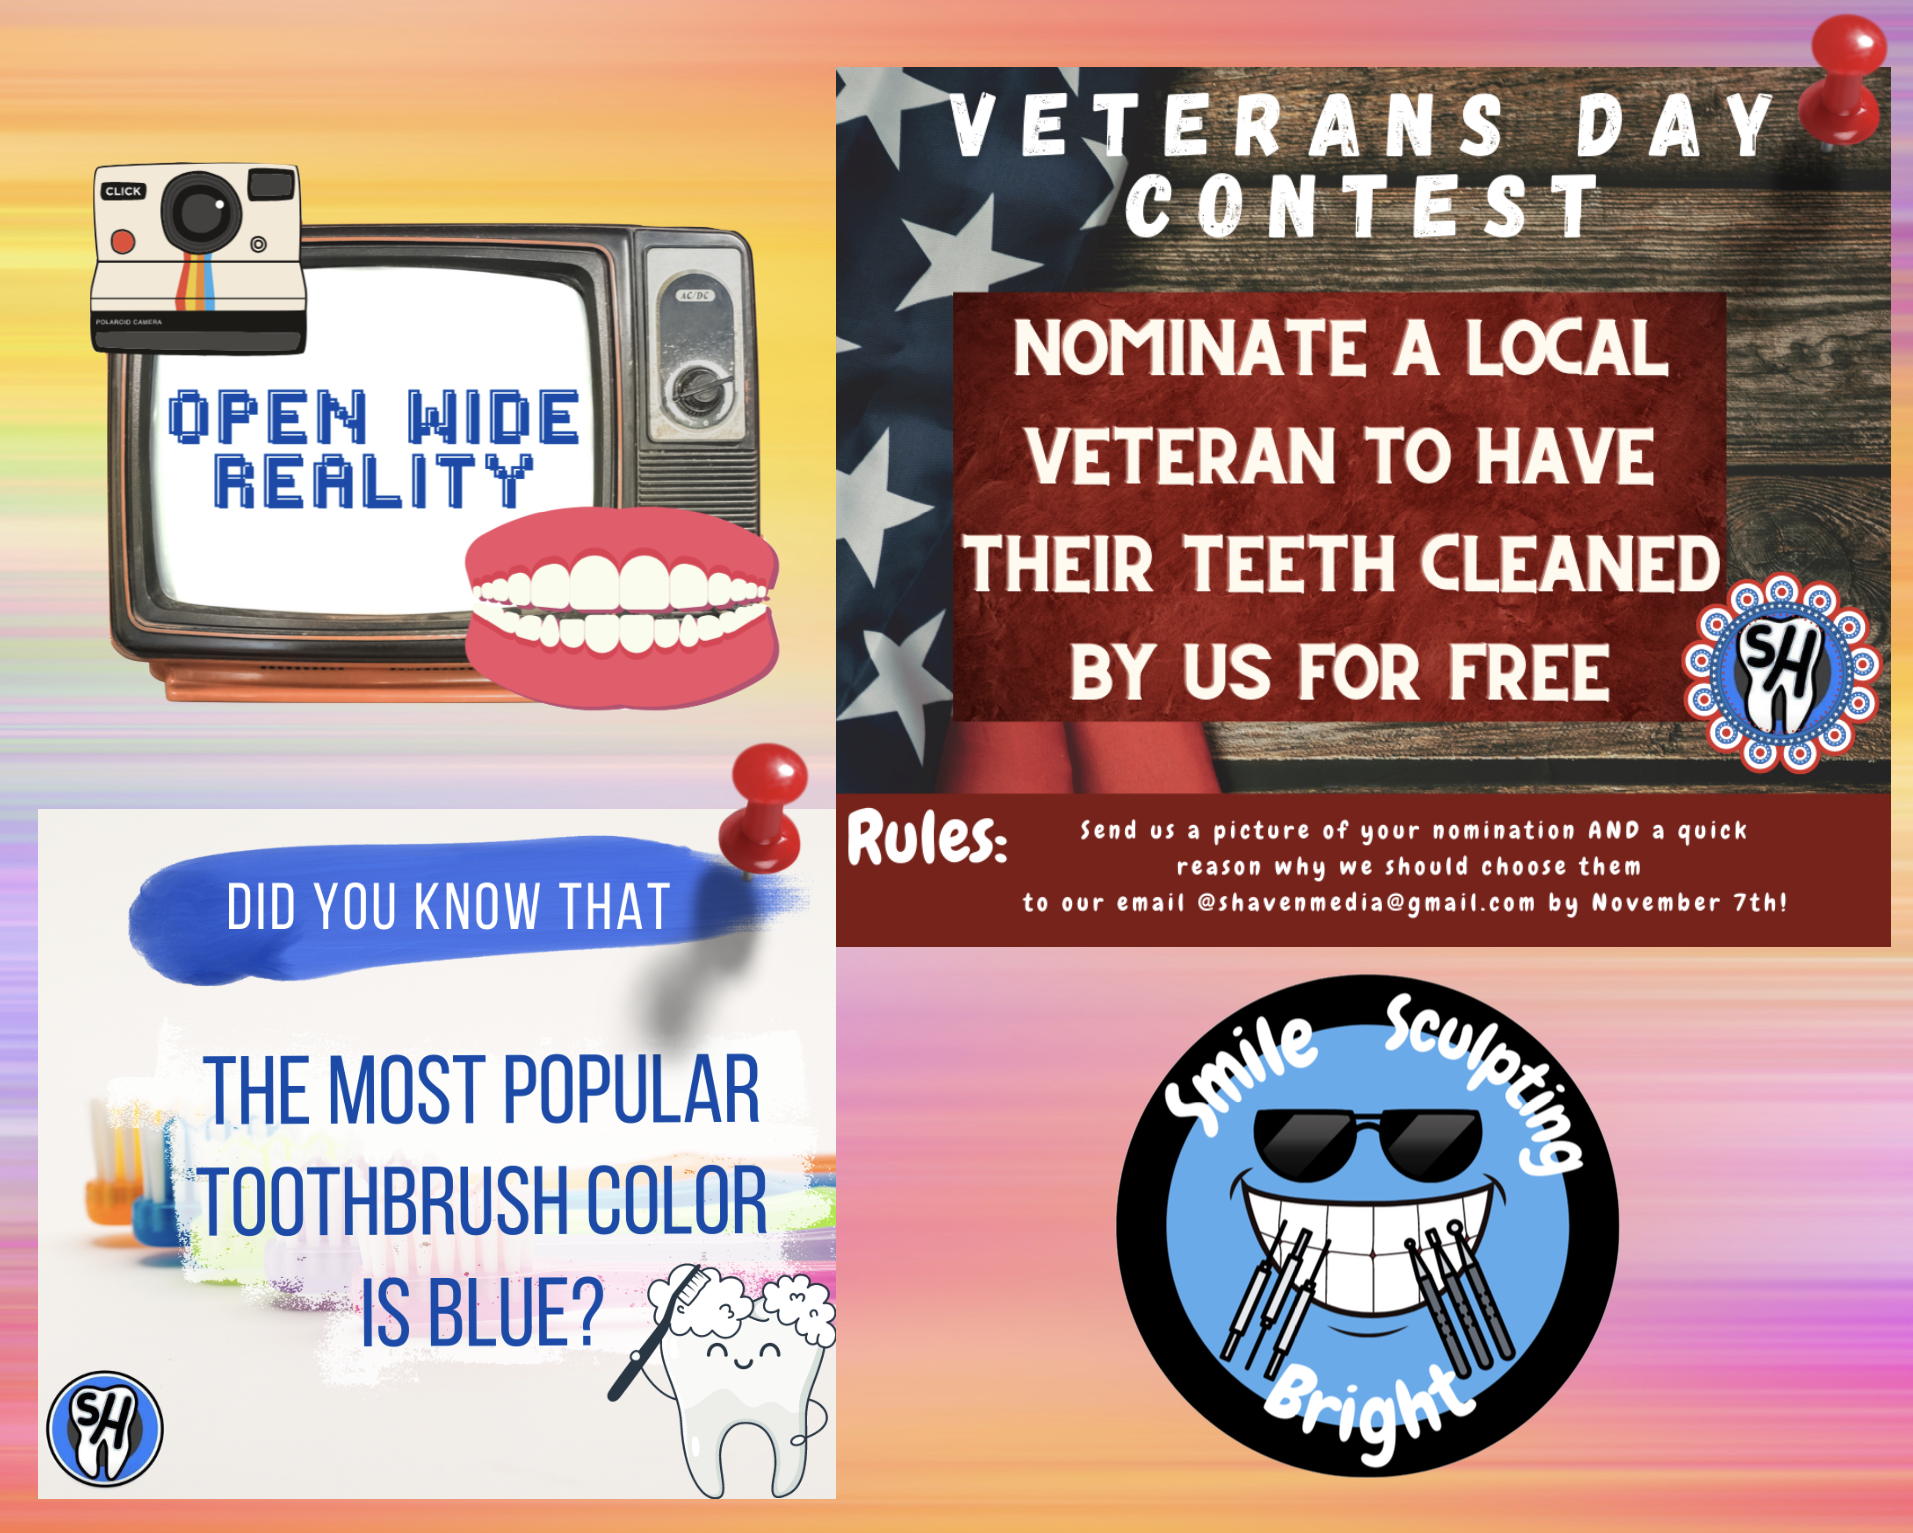 CLICK
POLAROID CAMERA
AC/DC
OPEN WIDE
REALITY
VETERANS DAY
CONTEST
NOMINATE A LOCAL
VETERAN TO HAVE
THEIR TEETH CLEANED
BY US FOR FREE
SH
Rules:
Send us a picture of your nomination AND a quick
reason why we should choose them
to our email @shavenmedia@gmail.com by November 7th!
DID YOU KNOW THAT
THE MOST POPULAR
TOOTHBRUSH COLOR
IS BLUE?
SH
Smile Sculpting
Bright